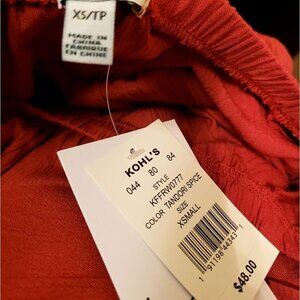 XS/TP
MADE IN
CHINA
FABRIQUÉ
EN CHINE
KOHL'S
044 80 84
STYLE
KFFRW0777
COLOR TANDORI SPICE
SIZE
XSMALL
$48.00